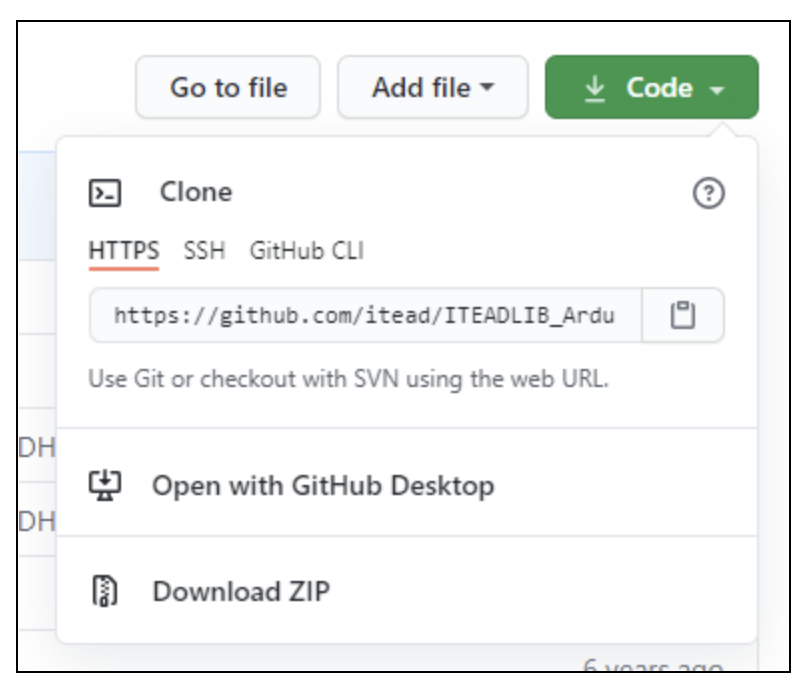 Go to file Add file Code
Clone
HTTPS SSH GitHub CLI
https://github.com/itead/ITEADLIB_Ardu
Use Git or checkout with SVN using the web URL.
DH
Open with GitHub Desktop
DH
Download ZIP
6 years ago